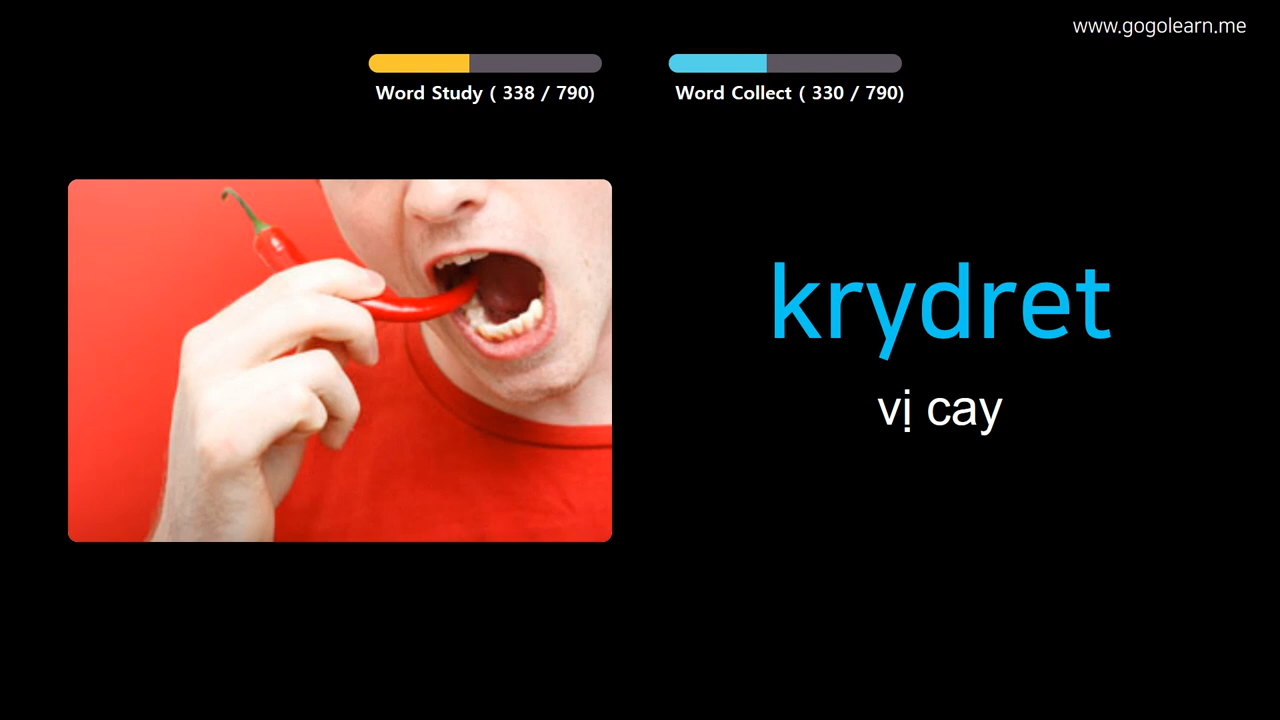 www.gogolearn.me
Word Study ( 338 / 790)
Word Collect ( 330 / 790)
krydret
vị cay